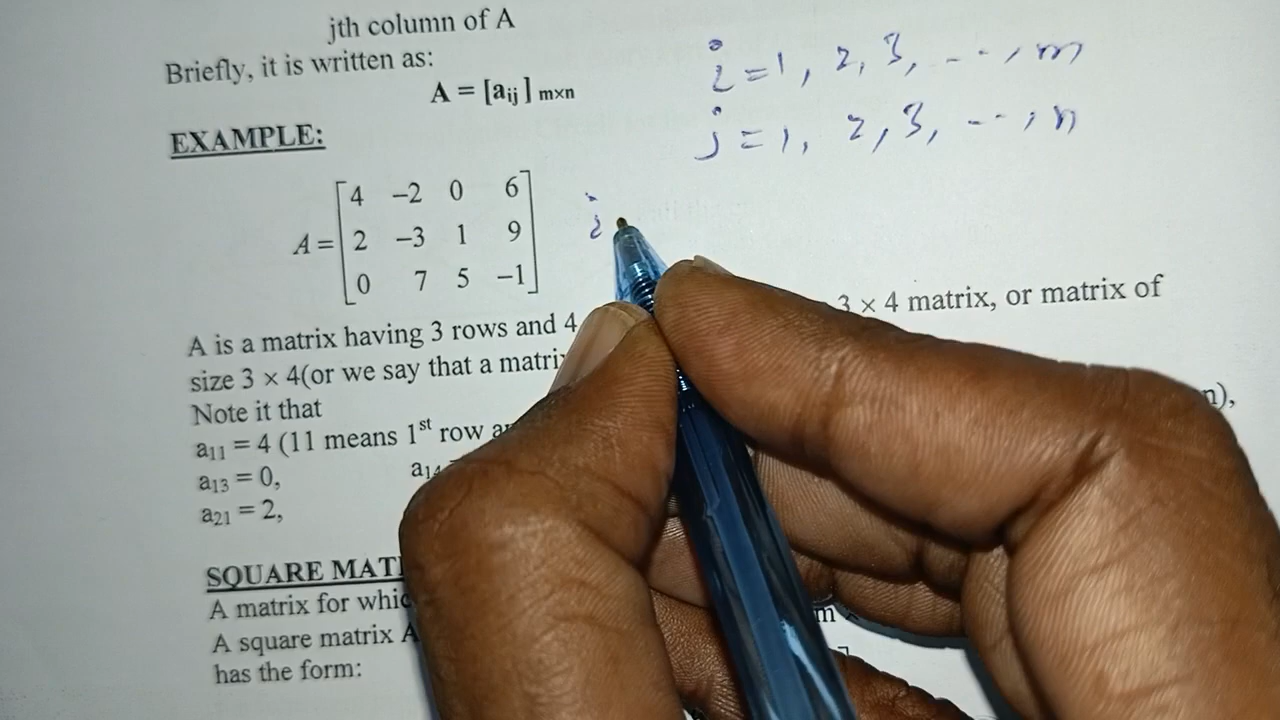 jth column of A
Briefly, it is written as:
A = [aᵢⱼ] m×n
i = 1, 2, 3, - - -, m
j = 1, 2, 3, - - -, n
EXAMPLE:
A = [4 −2 0 6
2 −3 1 9
0 7 5 −1]
i
A is a matrix having 3 rows and 4 3 × 4 matrix, or matrix of
size 3 × 4(or we say that a
Note it that
a₁₁ = 4 (11 means 1ˢᵗ row
a₁₃ = 0, a₁₄
a₂₁ = 2,
SQUARE
A matrix for
A square matrix A
has the form: